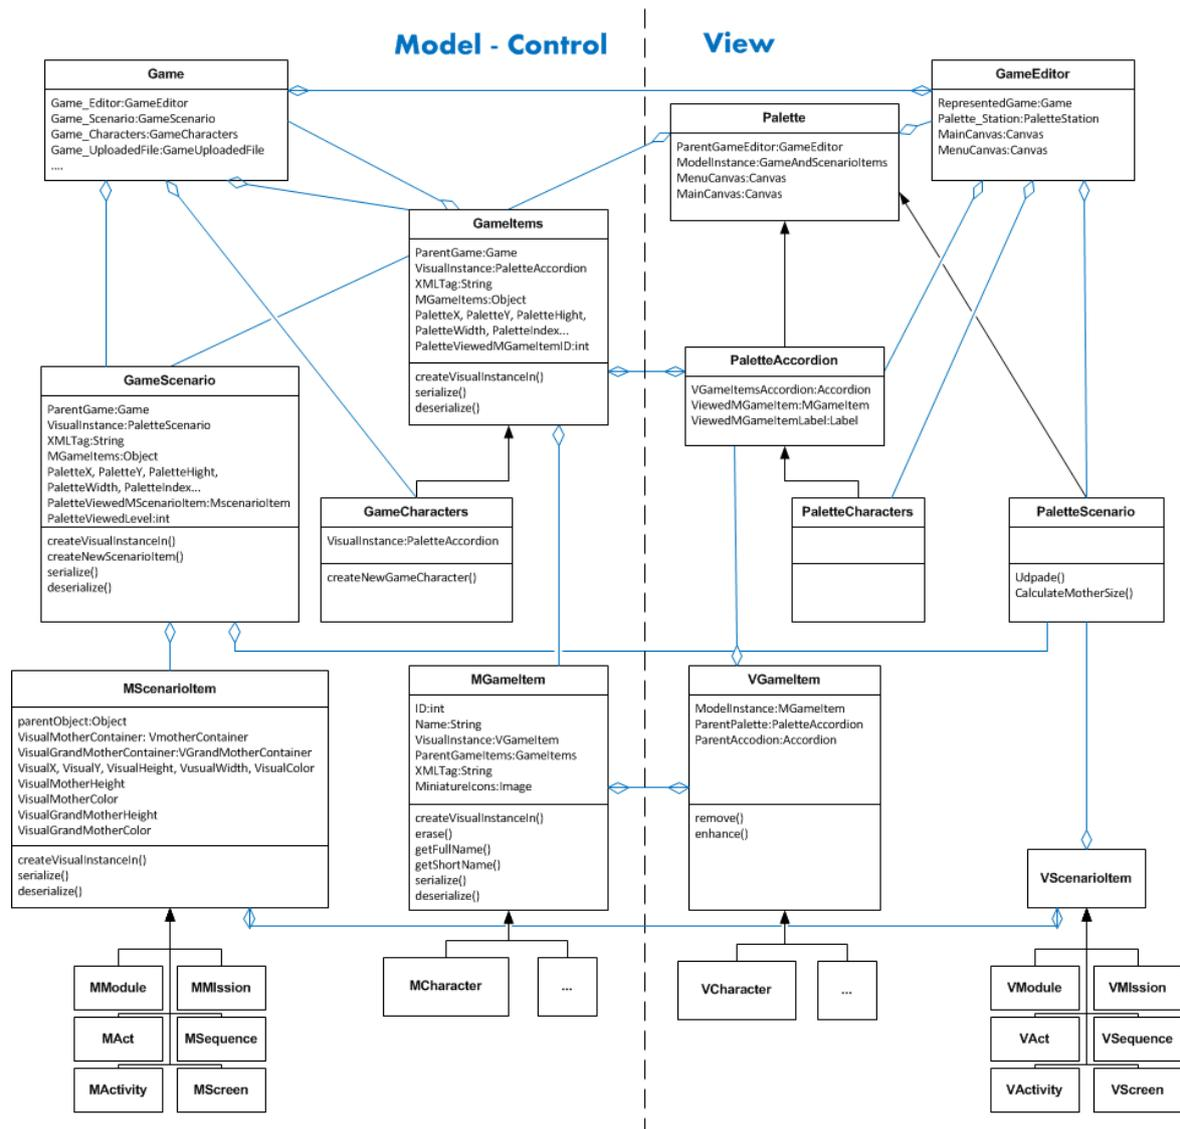 Model - Control
View
Game
Game_Editor:GameEditor
Game_Scenario:GameScenario
Game_Characters:GameCharacters
Game_UploadedFile:GameUploadedFile
....
GameEditor
RepresentedGame:Game
Palette_Station:PaletteStation
MainCanvas:Canvas
MenuCanvas:Canvas
Palette
ParentGameEditor:GameEditor
ModelInstance:GameAndScenarioItems
MenuCanvas:Canvas
MainCanvas:Canvas
GameItems
ParentGame:Game
VisualInstance:PaletteAccordion
XMLTag:String
MGameItems:Object
PaletteX, PaletteY, PaletteHight,
PaletteWidth, PaletteIndex...
PaletteViewedMGameItemID:int
createVisualInstanceIn()
serialize()
deserialize()
PaletteAccordion
VGameItemsAccordion:Accordion
ViewedMGameItem:MGameItem
ViewedMGameItemLabel:Label
GameScenario
ParentGame:Game
VisualInstance:PaletteScenario
XMLTag:String
MGameItems:Object
PaletteX, PaletteY, PaletteHight,
PaletteWidth, PaletteIndex...
PaletteViewedMScenarioItem:MscenarioItem
PaletteViewedLevel:int
createVisualInstanceIn()
createNewScenarioItem()
serialize()
deserialize()
GameCharacters
VisualInstance:PaletteAccordion
createNewGameCharacter()
PaletteCharacters
PaletteScenario
Udpade()
CalculateMotherSize()
MScenarioItem
parentObject:Object
VisualMotherContainer: VmotherContainer
VisualGrandMotherContainer:VGrandMotherContainer
VisualX, VisualY, VisualHeight, VusualWidth, VisualColor
VisualMotherHeight
VisualMotherColor
VisualGrandMotherHeight
VisualGrandMotherColor
createVisualInstanceIn()
serialize()
deserialize()
MGameItem
ID:int
Name:String
VisualInstance:VGameItem
ParentGameItems:GameItems
XMLTag:String
MiniatureIcons:Image
createVisualInstanceIn()
erase()
getFullName()
getShortName()
serialize()
deserialize()
VGameItem
ModelInstance:MGameItem
ParentPalette:PaletteAccordion
ParentAccodion:Accordion
remove()
enhance()
VScenarioItem
MModule
MMIssion
MAct
MSequence
MActivity
MScreen
MCharacter
...
VCharacter
...
VModule
VMIssion
VAct
VSequence
VActivity
VScreen